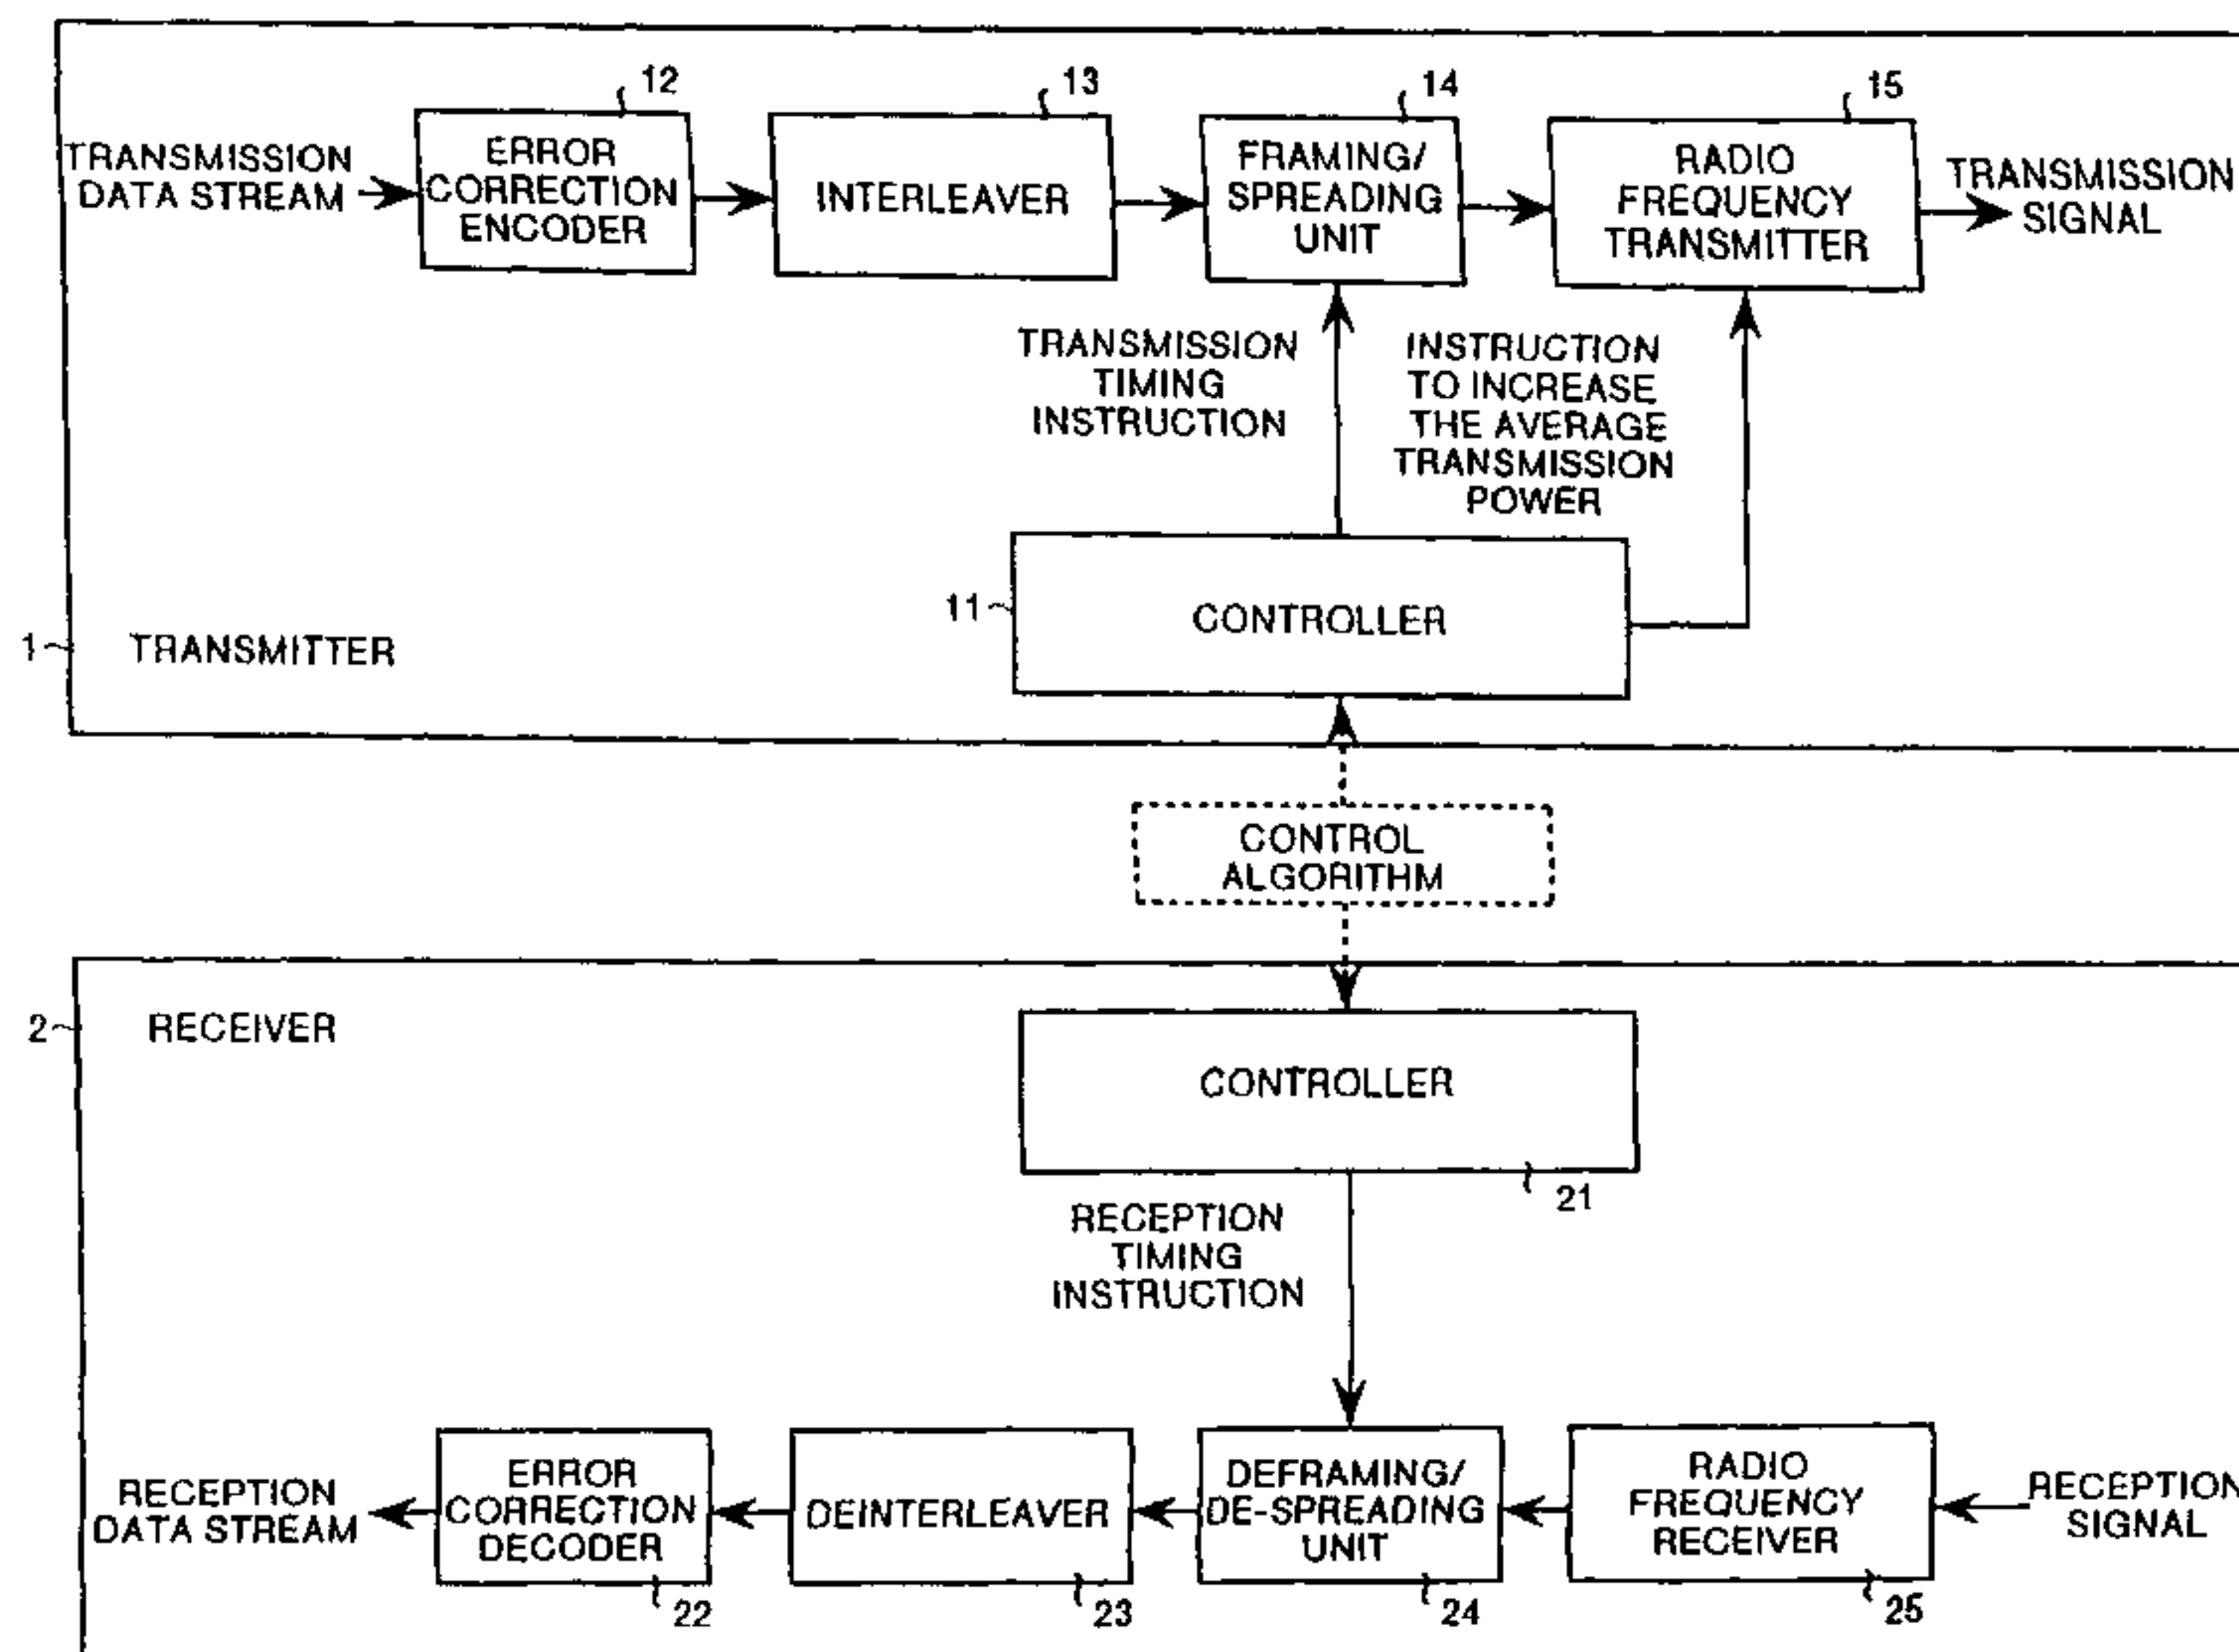 12
13
14
15
TRANSMISSION
DATA STREAM
ERROR
CORRECTION
ENCODER
INTERLEAVER
FRAMING/
SPREADING
UNIT
RADIO
FREQUENCY
TRANSMITTER
TRANSMISSION
SIGNAL
TRANSMISSION
TIMING
INSTRUCTION
INSTRUCTION
TO INCREASE
THE AVERAGE
TRANSMISSION
POWER
11
CONTROLLER
1
TRANSMITTER
CONTROL
ALGORITHM
2
RECEIVER
CONTROLLER
21
RECEPTION
TIMING
INSTRUCTION
RECEPTION
DATA STREAM
ERROR
CORRECTION
DECODER
DEINTERLEAVER
DEFRAMING/
DE-SPREADING
UNIT
RADIO
FREQUENCY
RECEIVER
RECEPTION
SIGNAL
22
23
24
25